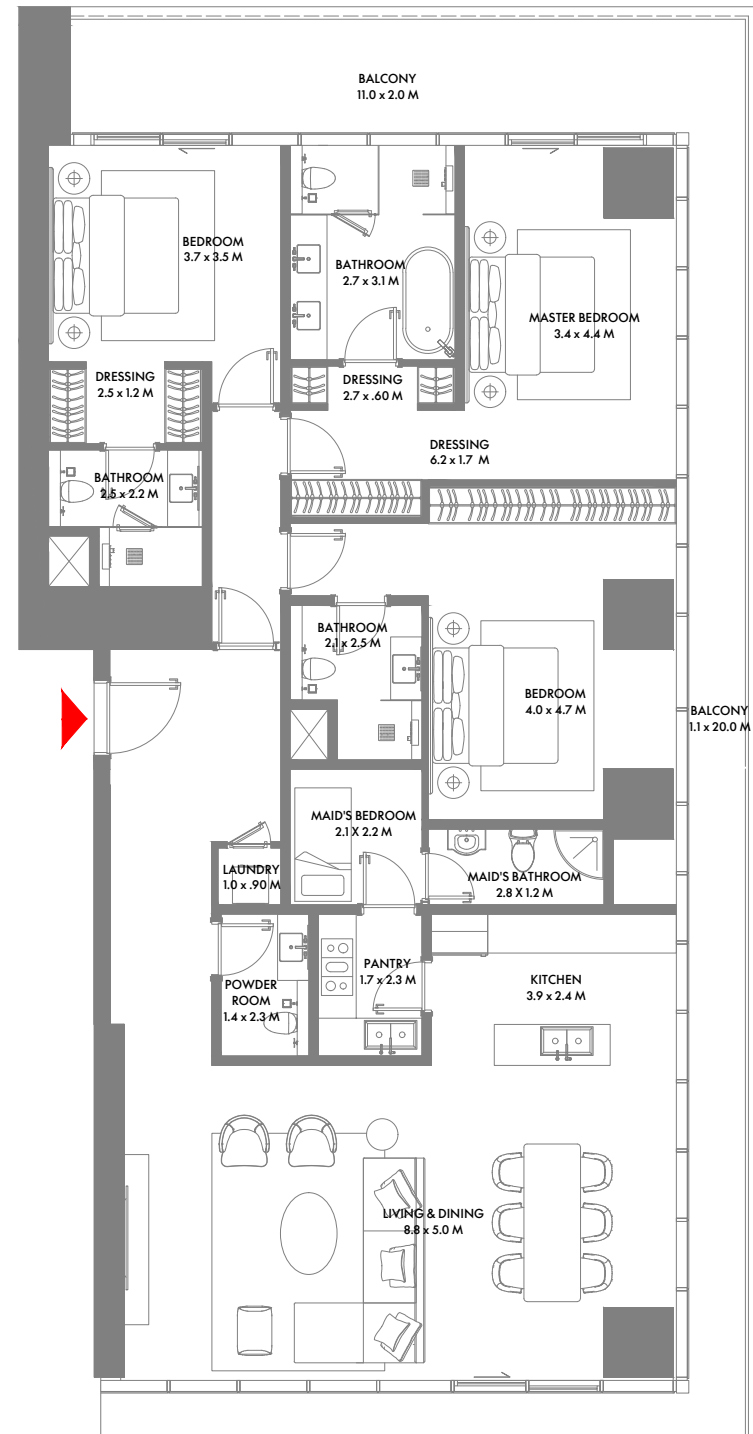 BALCONY
11.0 x 2.0 M
BEDROOM
3.7 x 3.5 M
BATHROOM
2.7 x 3.1 M
MASTER BEDROOM
3.4 x 4.4 M
DRESSING
2.5 x 1.2 M
DRESSING
2.7 x .60 M
DRESSING
6.2 x 1.7 M
BATHROOM
2.5 x 2.2 M
BATHROOM
2.1 x 2.5 M
BEDROOM
4.0 x 4.7 M
BALCONY
1.1 x 20.0 M
MAID'S BEDROOM
2.1 X 2.2 M
LAUNDRY
1.0 x .90 M
MAID'S BATHROOM
2.8 X 1.2 M
PANTRY
1.7 x 2.3 M
POWDER
ROOM
1.4 x 2.3 M
KITCHEN
3.9 x 2.4 M
LIVING & DINING
8.8 x 5.0 M